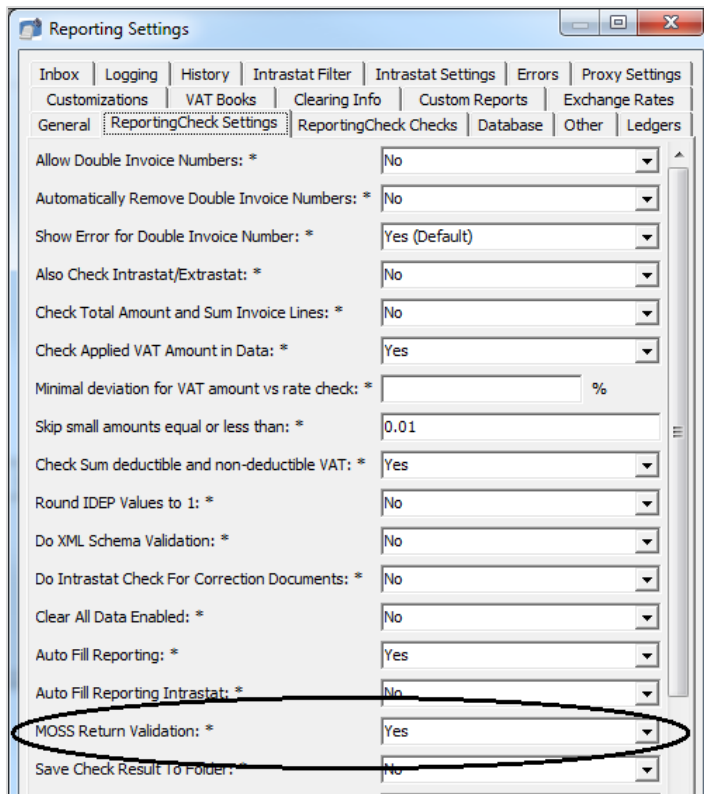 Reporting Settings
Inbox Logging History Intrastat Filter Intrastat Settings Errors Proxy Settings
Customizations VAT Books Clearing Info Custom Reports Exchange Rates
General ReportingCheck Settings ReportingCheck Checks Database Other Ledgers
Allow Double Invoice Numbers: * No
Automatically Remove Double Invoice Numbers: * No
Show Error for Double Invoice Number: * Yes (Default)
Also Check Intrastat/Extrastat: * No
Check Total Amount and Sum Invoice Lines: * No
Check Applied VAT Amount in Data: * Yes
Minimal deviation for VAT amount vs rate check: * %
Skip small amounts equal or less than: * 0.01
Check Sum deductible and non-deductible VAT: * Yes
Round IDEP Values to 1: * No
Do XML Schema Validation: * No
Do Intrastat Check For Correction Documents: * No
Clear All Data Enabled: * No
Auto Fill Reporting: * Yes
Auto Fill Reporting Intrastat: * No
MOSS Return Validation: * Yes
Save Check Result To Folder: * No